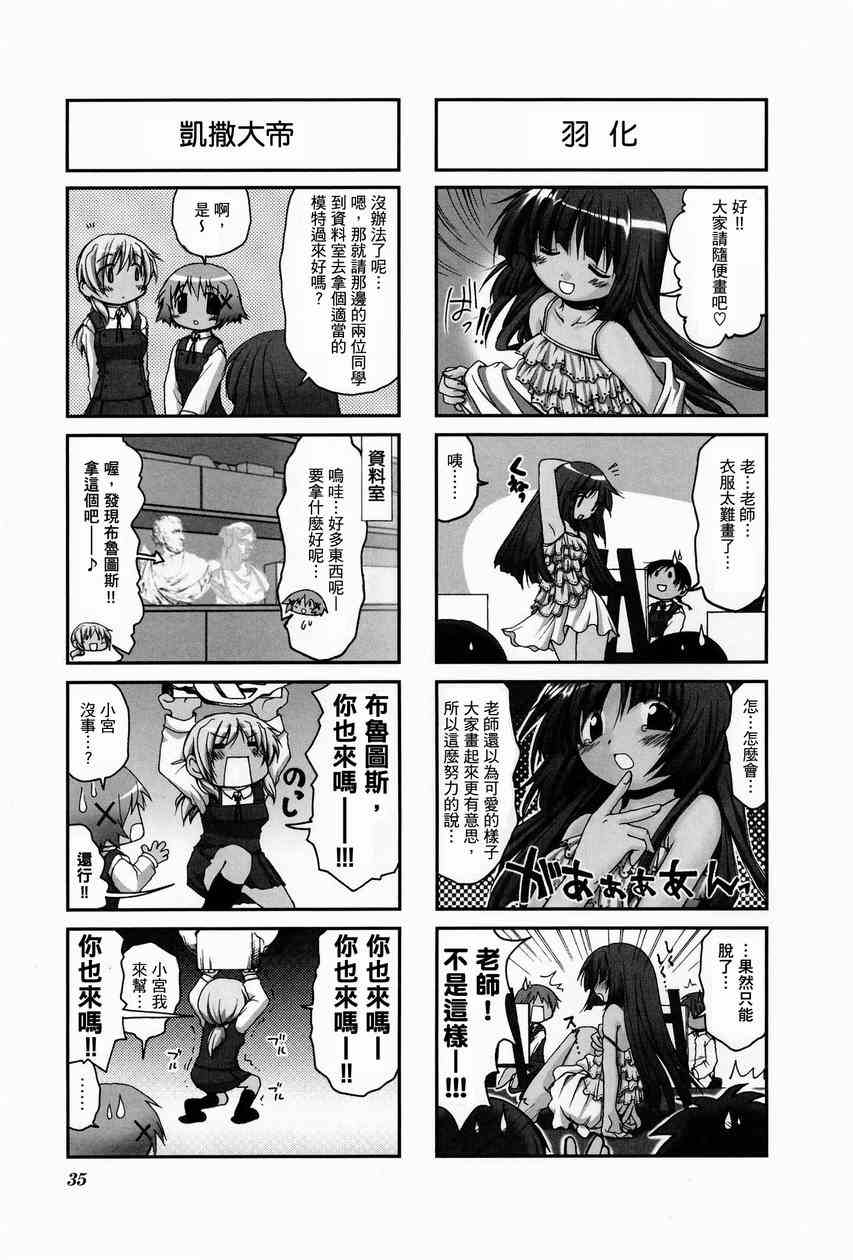 羽化
好!!
大家請隨便畫吧♡
ばっ
老…老師…
衣服太難畫了…
咦……
くねっ
怎…怎麼會…
老師還以為可愛的樣子
大家畫起來更有意思，
所以這麼努力的說…
があぁぁあん
…果然只能
脫了…
老師！
不是這樣—!!!
凱撒大帝
沒辦法了呢…
嗯，那就請那邊的兩位同學
到資料室去拿個適當的
模特過來好嗎？
啊，
是~
資料室
嗚哇…好多東西呢—
要拿什麼好呢…
喔，發現布魯圖斯!!
拿這個吧——♪
布魯圖斯，
你也來嗎——!!!
のっし
小宮
沒事…?
還行!!
你也來嗎—
你也來嗎—!!
你也來嗎!!
小宮我
來幫…
ブル
ブル
ブル
……
35